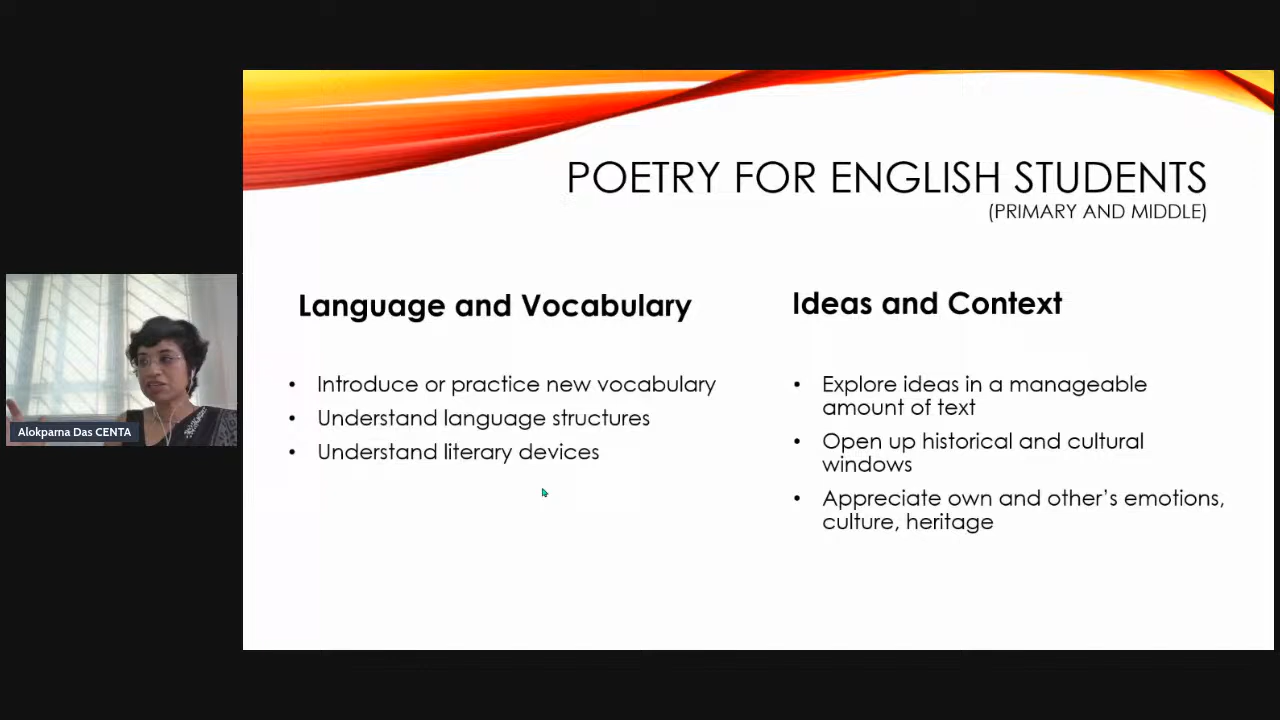 POETRY FOR ENGLISH STUDENTS
(PRIMARY AND MIDDLE)
Language and Vocabulary
• Introduce or practice new vocabulary
• Understand language structures
• Understand literary devices
Ideas and Context
• Explore ideas in a manageable
amount of text
• Open up historical and cultural
windows
• Appreciate own and other's emotions,
culture, heritage
Alokparna Das CENTA